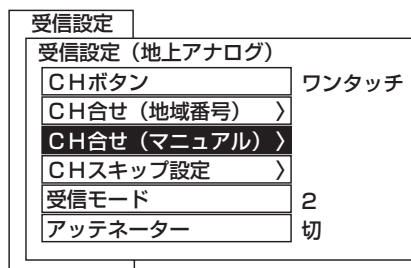 受信設定
受信設定（地上アナログ）
ＣＨボタン ワンタッチ
ＣＨ合せ（地域番号） 〉
ＣＨ合せ（マニュアル） 〉
ＣＨスキップ設定 〉
受信モード 2
アッテネーター 切